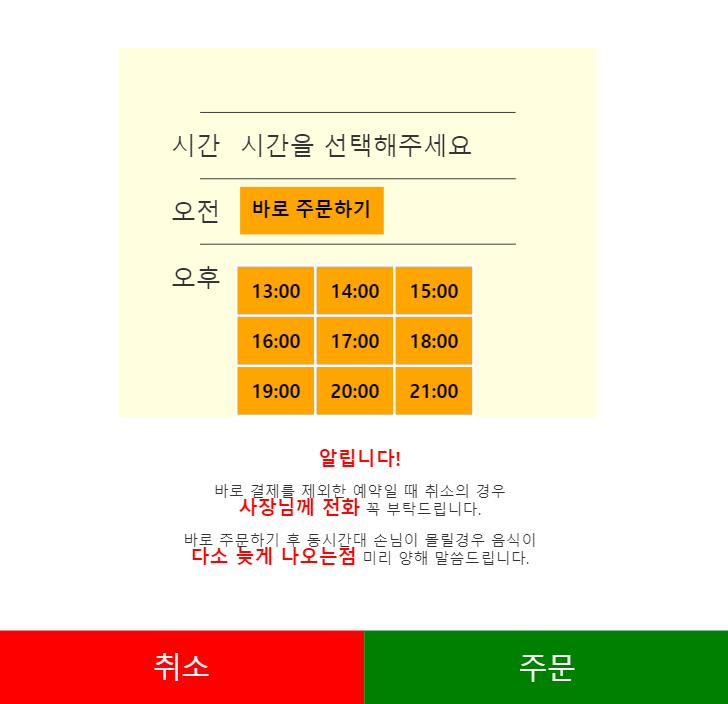 시간 시간을 선택해주세요
오전 바로 주문하기
오후
13:00 14:00 15:00
16:00 17:00 18:00
19:00 20:00 21:00
알립니다!
바로 결제를 제외한 예약일 때 취소의 경우
사장님께 전화 꼭 부탁드립니다.
바로 주문하기 후 동시간대 손님이 몰릴경우 음식이
다소 늦게 나오는점 미리 양해 말씀드립니다.
취소 주문